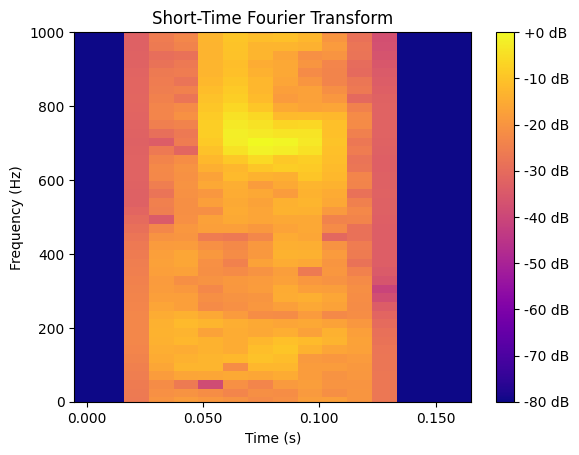 Short-Time Fourier Transform
1000
800
600
400
200
0
Frequency (Hz)
0.000
0.050
0.100
0.150
Time (s)
+0 dB
-10 dB
-20 dB
-30 dB
-40 dB
-50 dB
-60 dB
-70 dB
-80 dB